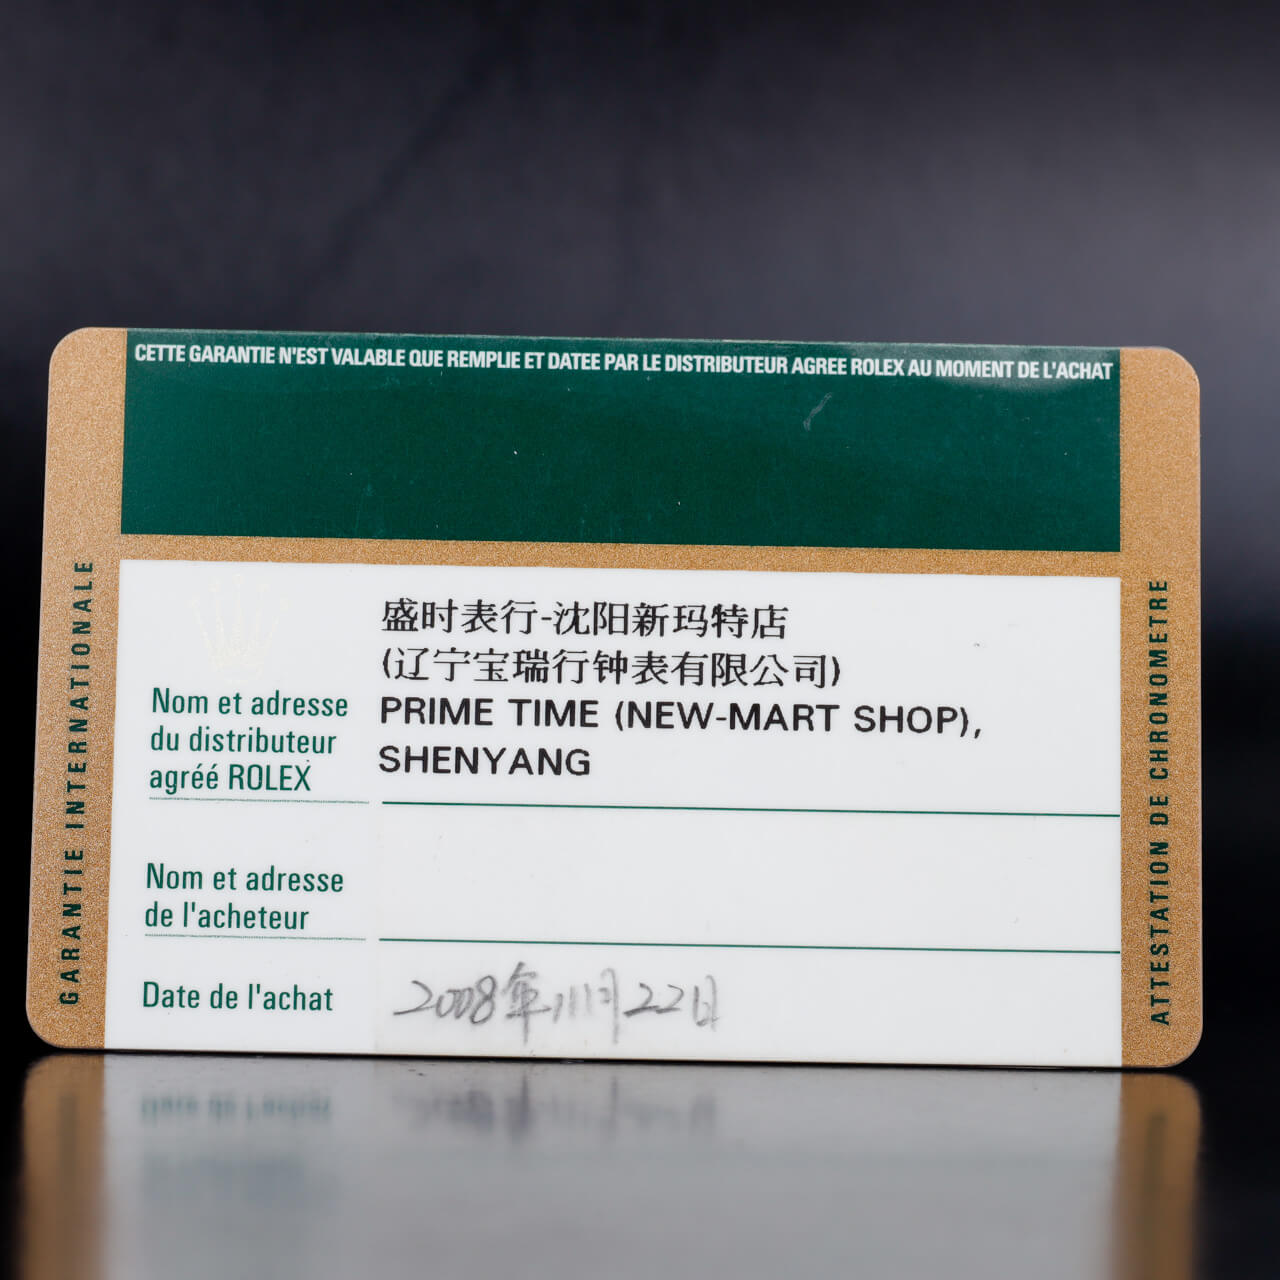 CETTE GARANTIE N'EST VALABLE QUE REMPLIE ET DATEE PAR LE DISTRIBUTEUR AGREE ROLEX AU MOMENT DE L'ACHAT
GARANTIE INTERNATIONALE
盛时表行-沈阳新玛特店
(辽宁宝瑞行钟表有限公司)
PRIME TIME (NEW-MART SHOP),
SHENYANG
Nom et adresse
du distributeur
agréé ROLEX
Nom et adresse
de l'acheteur
Date de l'achat
2008年11月22日
ATTESTATION DE CHRONOMETRE